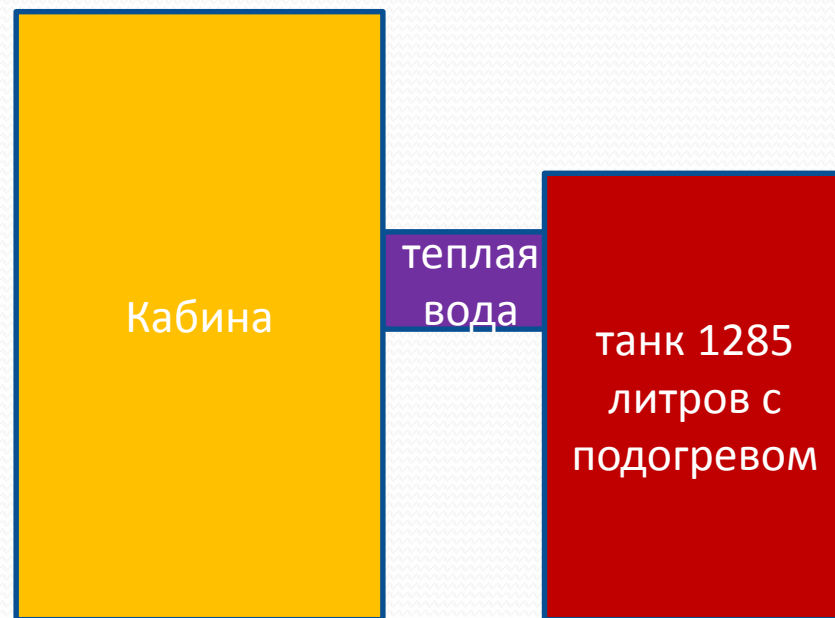 Кабина
теплая
вода
танк 1285
литров с
подогревом